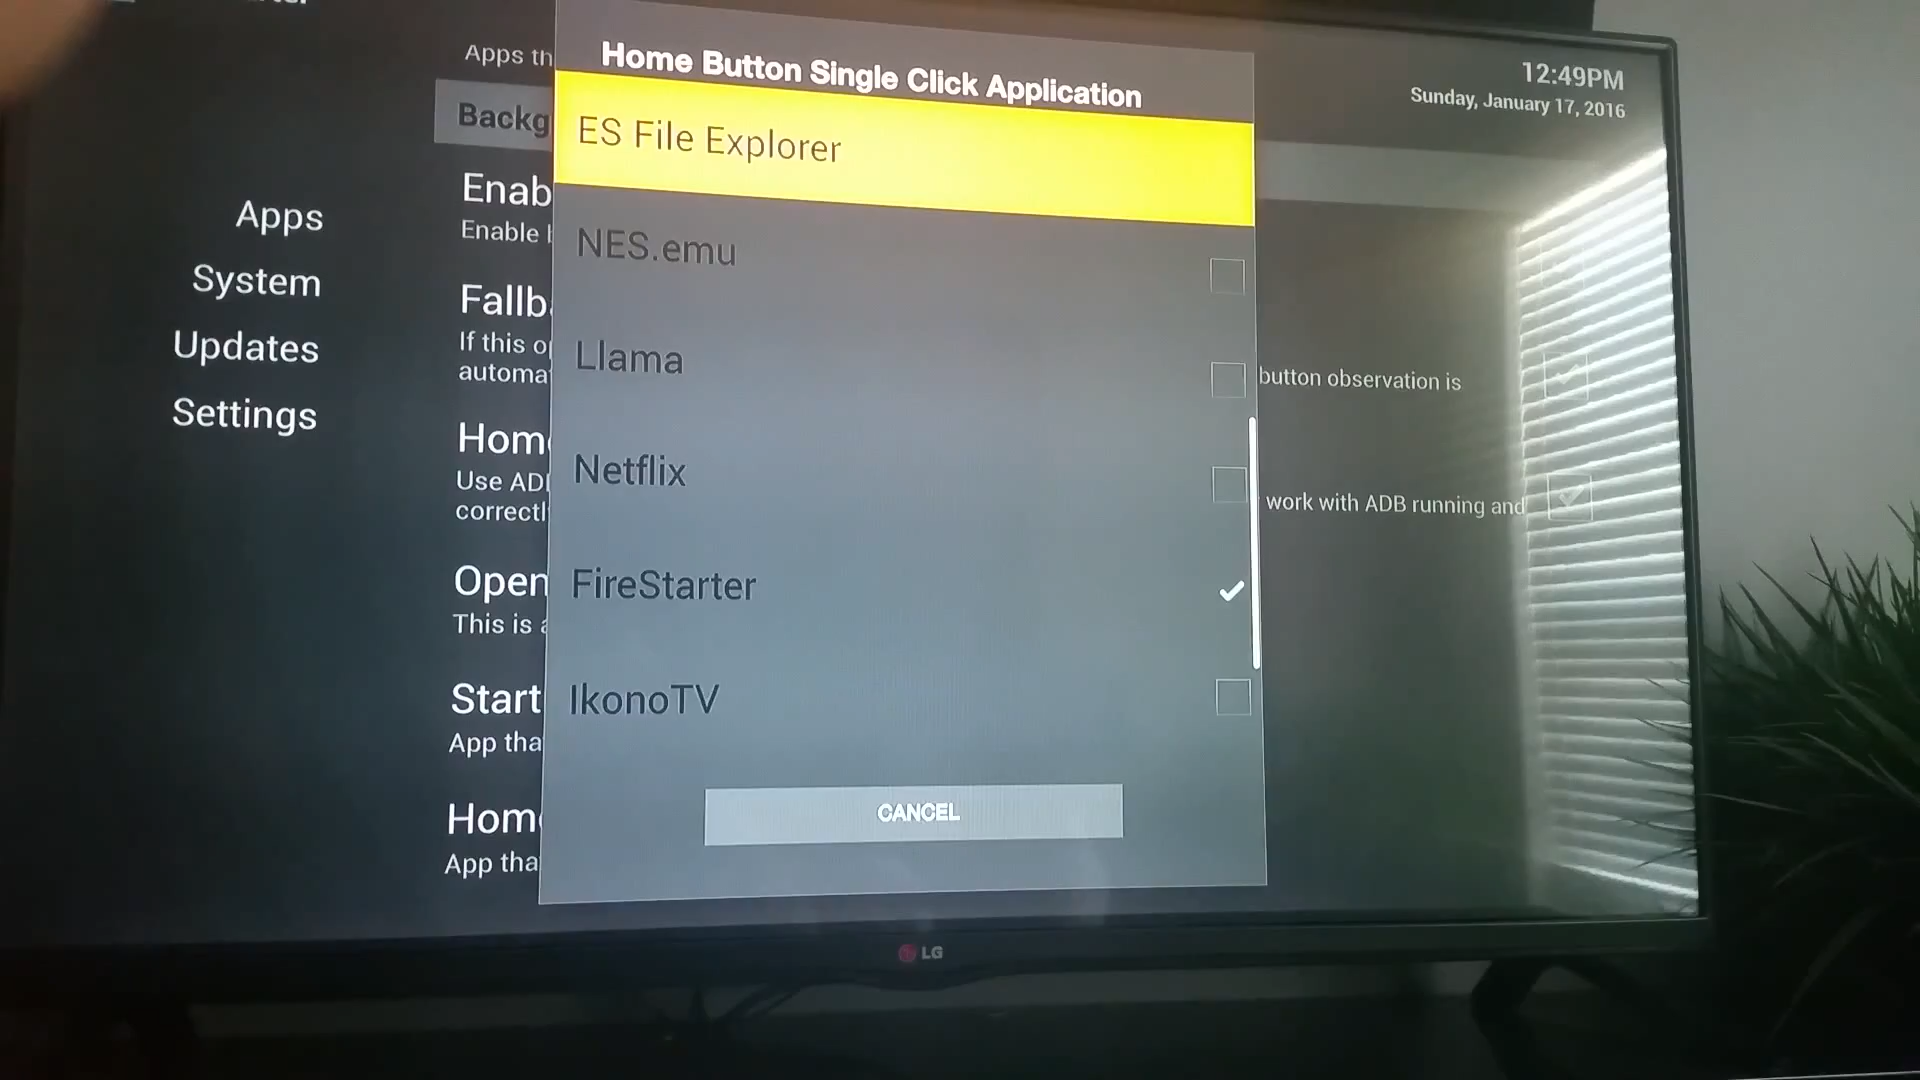 Home Button Single Click Application
ES File Explorer
NES.emu
Llama
Netflix
FireStarter
IkonoTV
CANCEL
12:49PM
Sunday, January 17, 2016
Apps
System
Updates
Settings
Apps th
Backg
Enab
Enable
Fallb
If this
button observation is
automa
Hom
Use AD
work with ADB running and
correctl
Open
This is
Start
App tha
Hom
App tha
LG